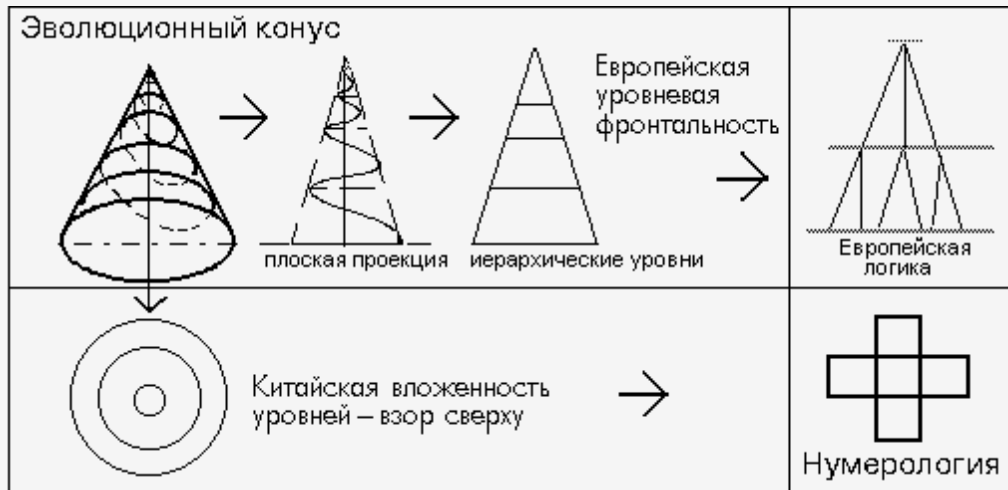 Эволюционный конус
Европейская
уровневая
фронтальность
плоская проекция
иерархические уровни
Европейская
логика
Китайская вложенность
уровней – взор сверху
Нумерология